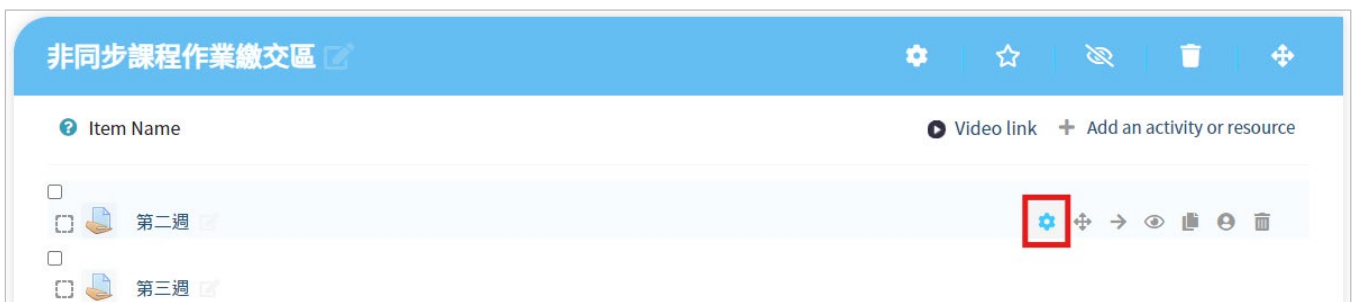 非同步課程作業繳交區
Item Name
Video link
Add an activity or resource
第二週
第三週